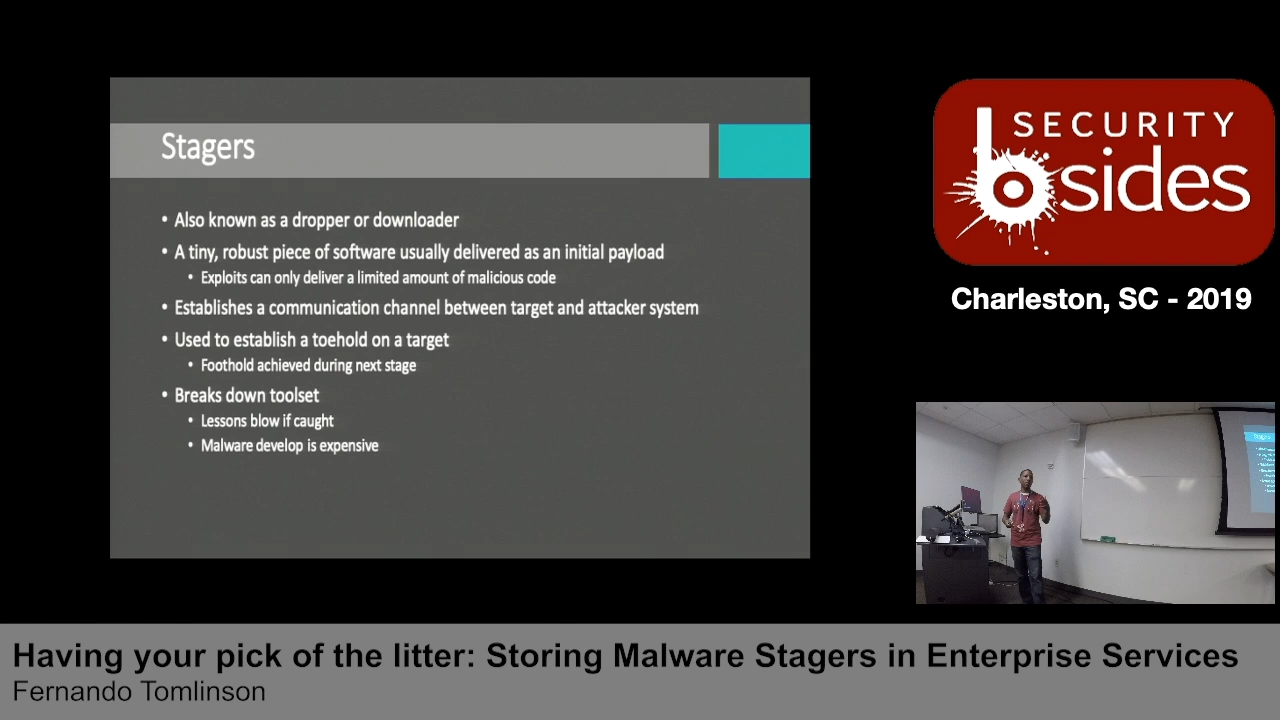 Stagers
• Also known as a dropper or downloader
• A tiny, robust piece of software usually delivered as an initial payload
• Exploits can only deliver a limited amount of malicious code
• Establishes a communication channel between target and attacker system
• Used to establish a toehold on a target
• Foothold achieved during next stage
• Breaks down toolset
• Lessons blow if caught
• Malware develop is expensive
SECURITY
bsides
Charleston, SC - 2019
Stagers
Having your pick of the litter: Storing Malware Stagers in Enterprise Services
Fernando Tomlinson